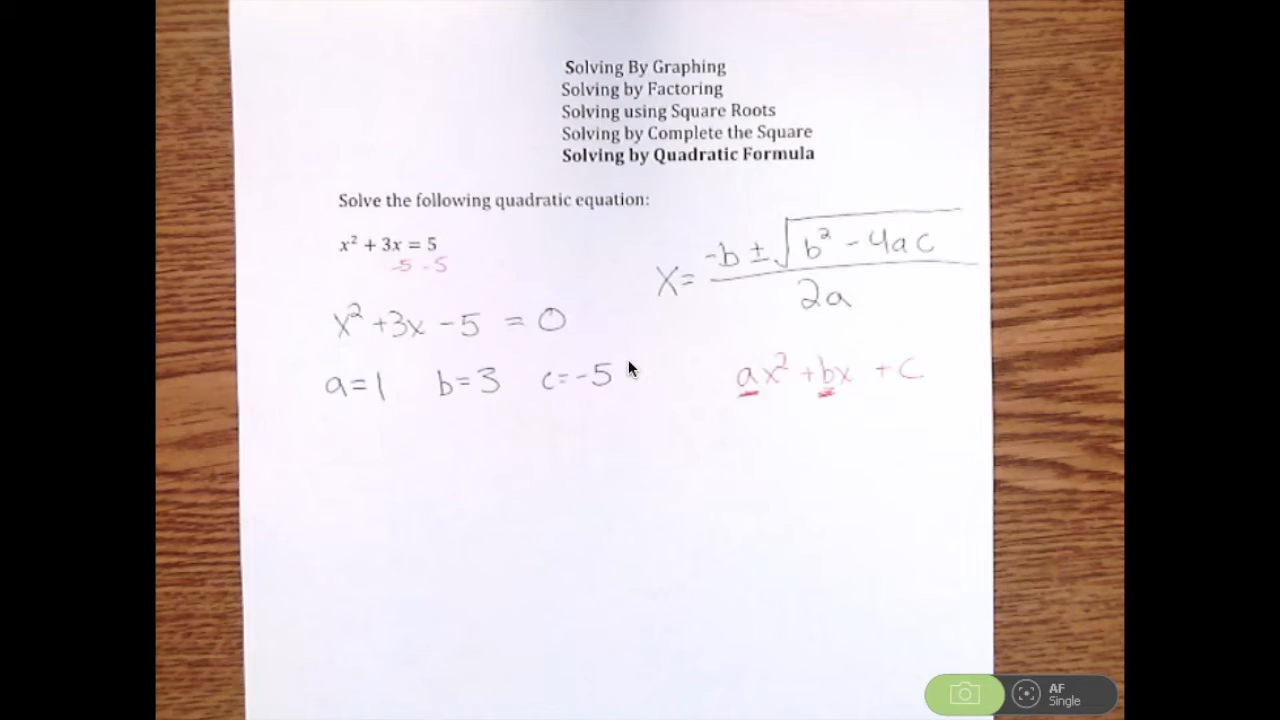 Solving By Graphing
Solving by Factoring
Solving using Square Roots
Solving by Complete the Square
Solving by Quadratic Formula
Solve the following quadratic equation:
x² + 3x = 5
-5 -5
x = (-b ± √(b² - 4ac)) / 2a
x² + 3x - 5 = 0
a=1 b=3 c=-5
ax² + bx + c
AF
Single